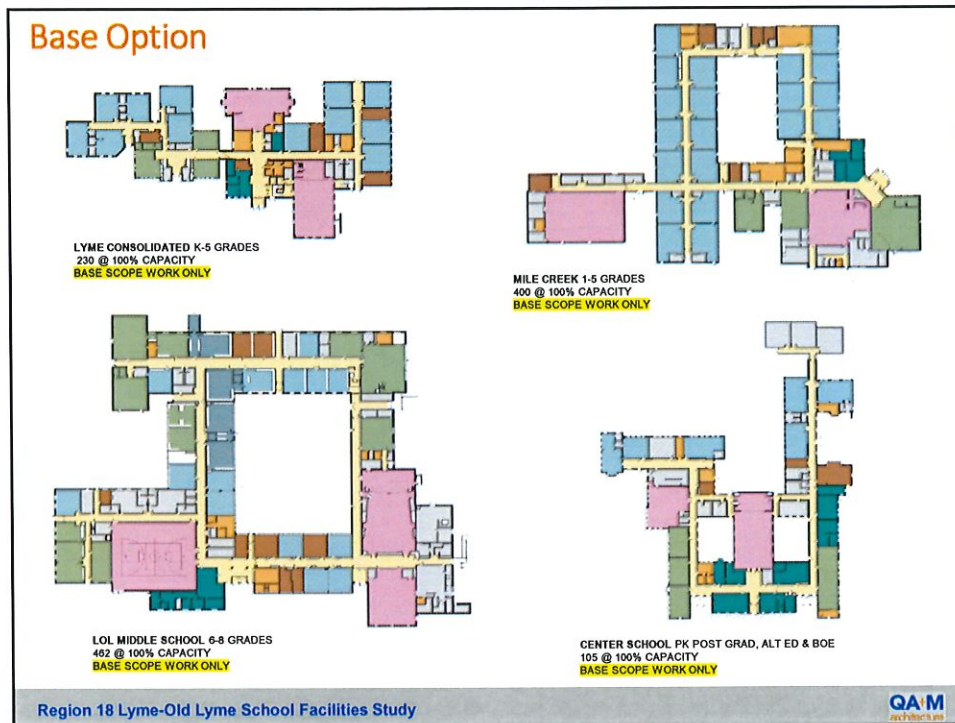 Base Option
LYME CONSOLIDATED K-5 GRADES
230 @ 100% CAPACITY
BASE SCOPE WORK ONLY
MILE CREEK 1-5 GRADES
400 @ 100% CAPACITY
BASE SCOPE WORK ONLY
LOL MIDDLE SCHOOL 6-8 GRADES
462 @ 100% CAPACITY
BASE SCOPE WORK ONLY
CENTER SCHOOL PK POST GRAD, ALT ED & BOE
105 @ 100% CAPACITY
BASE SCOPE WORK ONLY
Region 18 Lyme-Old Lyme School Facilities Study
QA+M
architecture